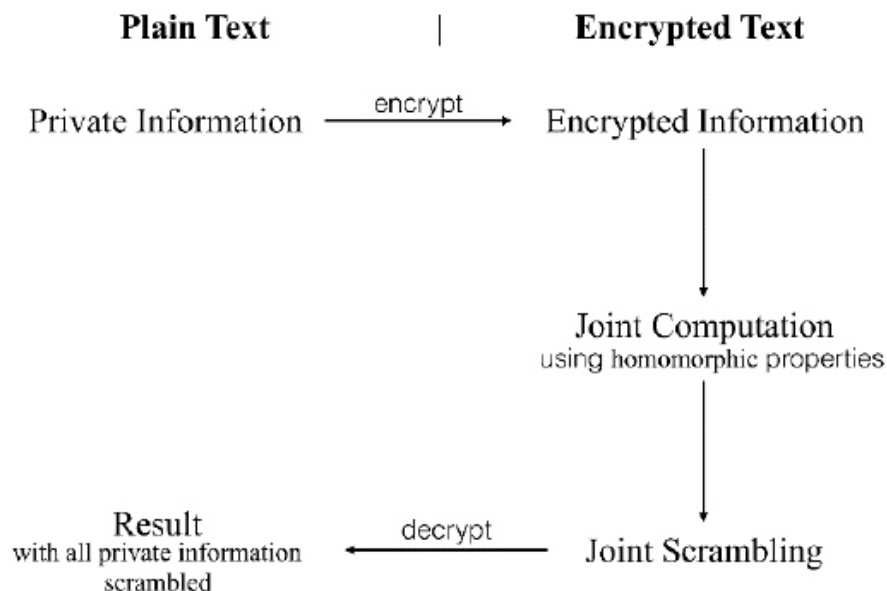 Plain Text | Encrypted Text
Private Information encrypt Encrypted Information
Joint Computation
using homomorphic properties
Result
with all private information
scrambled
decrypt
Joint Scrambling